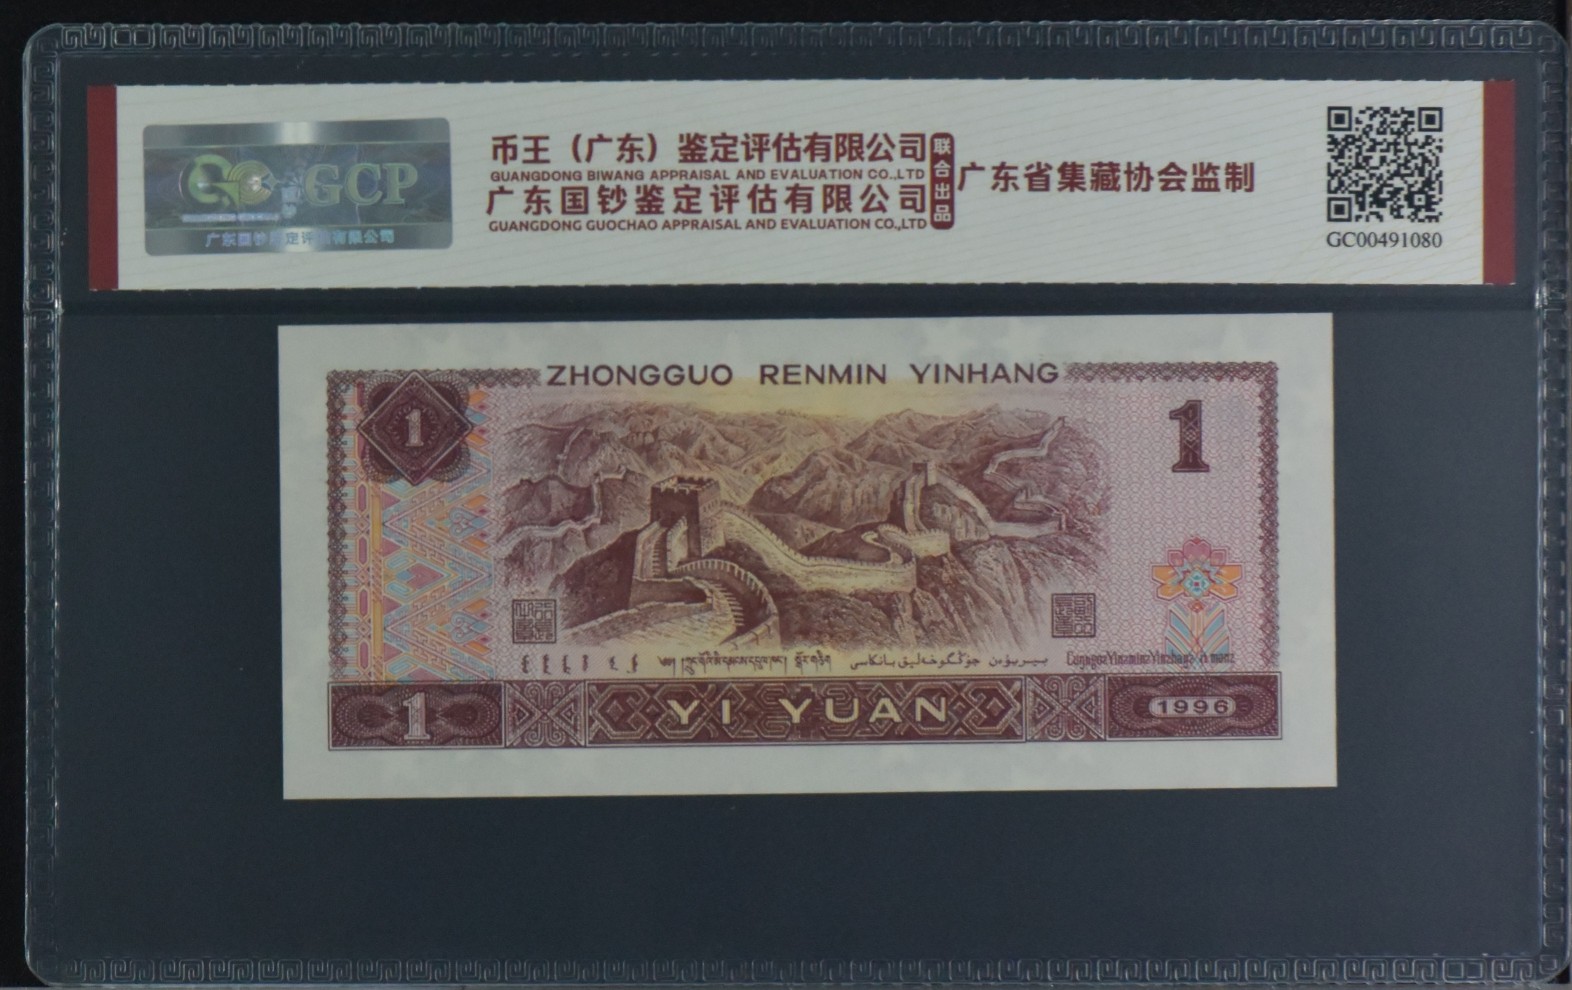 GCP
广东国钞鉴定评估有限公司
币王（广东）鉴定评估有限公司
GUANGDONG BIWANG APPRAISAL AND EVALUATION CO.,LTD
广东国钞鉴定评估有限公司
GUANGDONG GUOCHAO APPRAISAL AND EVALUATION CO.,LTD
联合出品
广东省集藏协会监制
GC00491080
ZHONGGUO RENMIN YINHANG
1
1
1
YI YUAN
1996